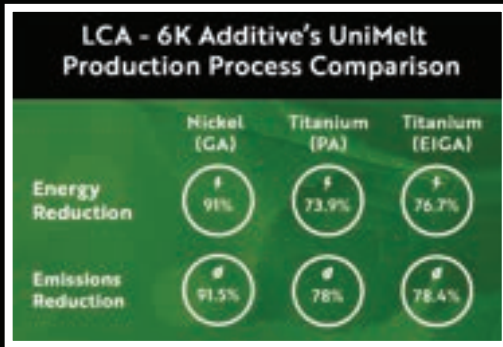 LCA - 6K Additive's UniMelt
Production Process Comparison
Nickel Titanium Titanium
(GA) (PA) (EIGA)
Energy
Reduction
91% 73.9% 76.7%
Emissions
Reduction
91.5% 78% 78.4%